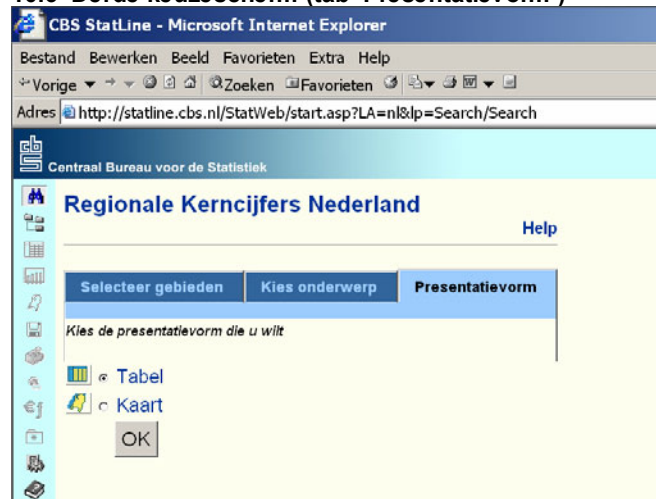 CBS StatLine - Microsoft Internet Explorer
Bestand Bewerken Beeld Favorieten Extra Help
Vorige Zoeken Favorieten
Adres http://statline.cbs.nl/StatWeb/start.asp?LA=nl&lp=Search/Search
cb
Centraal Bureau voor de Statistiek
Regionale Kerncijfers Nederland
Help
Selecteer gebieden Kies onderwerp Presentatievorm
Kies de presentatievorm die u wilt
Tabel
Kaart
OK